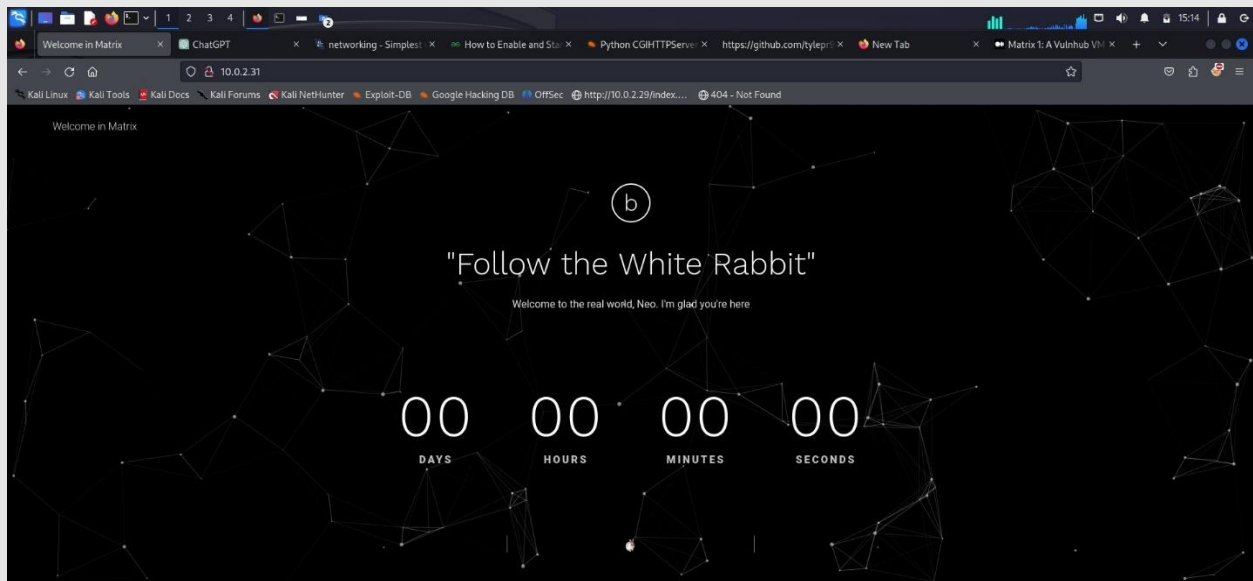 1 2 3 4 2 15:14
Welcome in Matrix ChatGPT networking - Simplest How to Enable and Sta Python CGIHTTPServer https://github.com/tylepr New Tab Matrix 1: A Vulnhub VM
10.0.2.31
Kali Linux Kali Tools Kali Docs Kali Forums Kali NetHunter Exploit-DB Google Hacking DB OffSec http://10.0.2.29/index.... 404 - Not Found
Welcome in Matrix
b
"Follow the White Rabbit"
Welcome to the real world, Neo. I'm glad you're here
00 00 00 00
DAYS HOURS MINUTES SECONDS